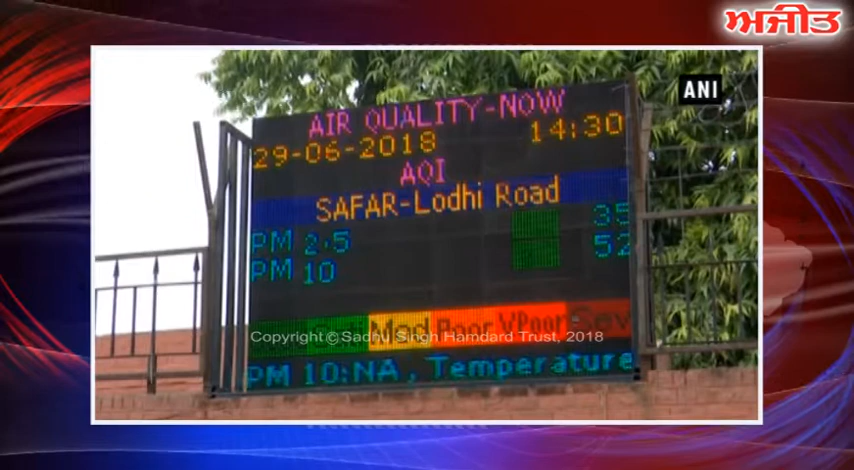 ਅਜੀਤ
ANI
AIR QUALITY-NOW
29-06-2018 14:30
AQI
SAFAR-Lodhi Road
PM 2.5 35
PM 10 52
Mod Poor VPoor Sev
Copyright © Sadhu Singh Hamdard Trust, 2018
PM 10:NA, Temperature